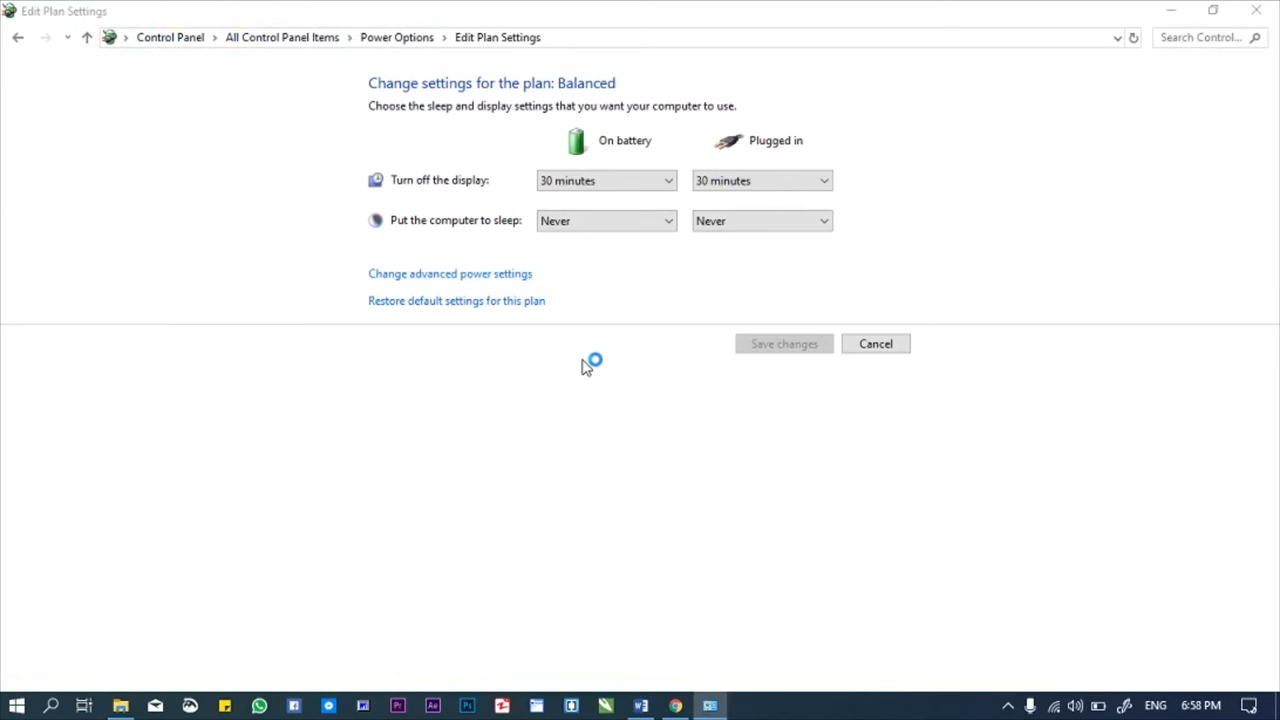 Edit Plan Settings
Control Panel > All Control Panel Items > Power Options > Edit Plan Settings
Search Control...
Change settings for the plan: Balanced
Choose the sleep and display settings that you want your computer to use.
On battery Plugged in
Turn off the display: 30 minutes 30 minutes
Put the computer to sleep: Never Never
Change advanced power settings
Restore default settings for this plan
Save changes Cancel
Pr Ae Ps W ENG 6:58 PM